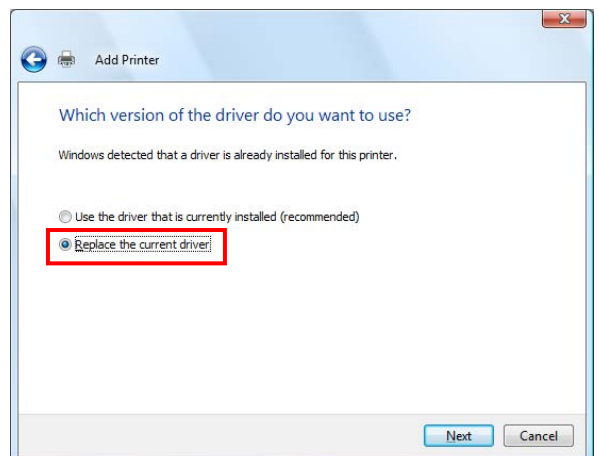 Add Printer
Which version of the driver do you want to use?
Windows detected that a driver is already installed for this printer.
Use the driver that is currently installed (recommended)
Replace the current driver
Next Cancel